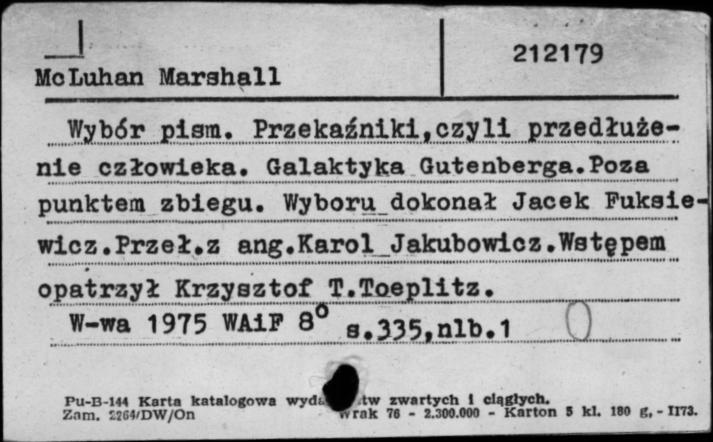 212179
McLuhan Marshall
Wybór pism. Przekaźniki,czyli przedłuże-
nie człowieka. Galaktyka Gutenberga.Poza
punktem zbiegu. Wyboru dokonał Jacek Fuksie-
wicz.Przeł.z ang.Karol Jakubowicz.Wstępem
opatrzył Krzysztof T.Toeplitz.
W-wa 1975 WAiF 8° s.335,nlb.1
Pu-B-144 Karta katalogowa zwartych i ciągłych.
Zam. 2264/DW/On 76 - 2.300.000 - Karton 5 kl. 180 g, - 1173.